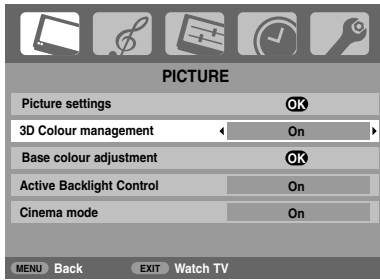 PICTURE
Picture settings OK
3D Colour management On
Base colour adjustment OK
Active Backlight Control On
Cinema mode On
MENU Back EXIT Watch TV